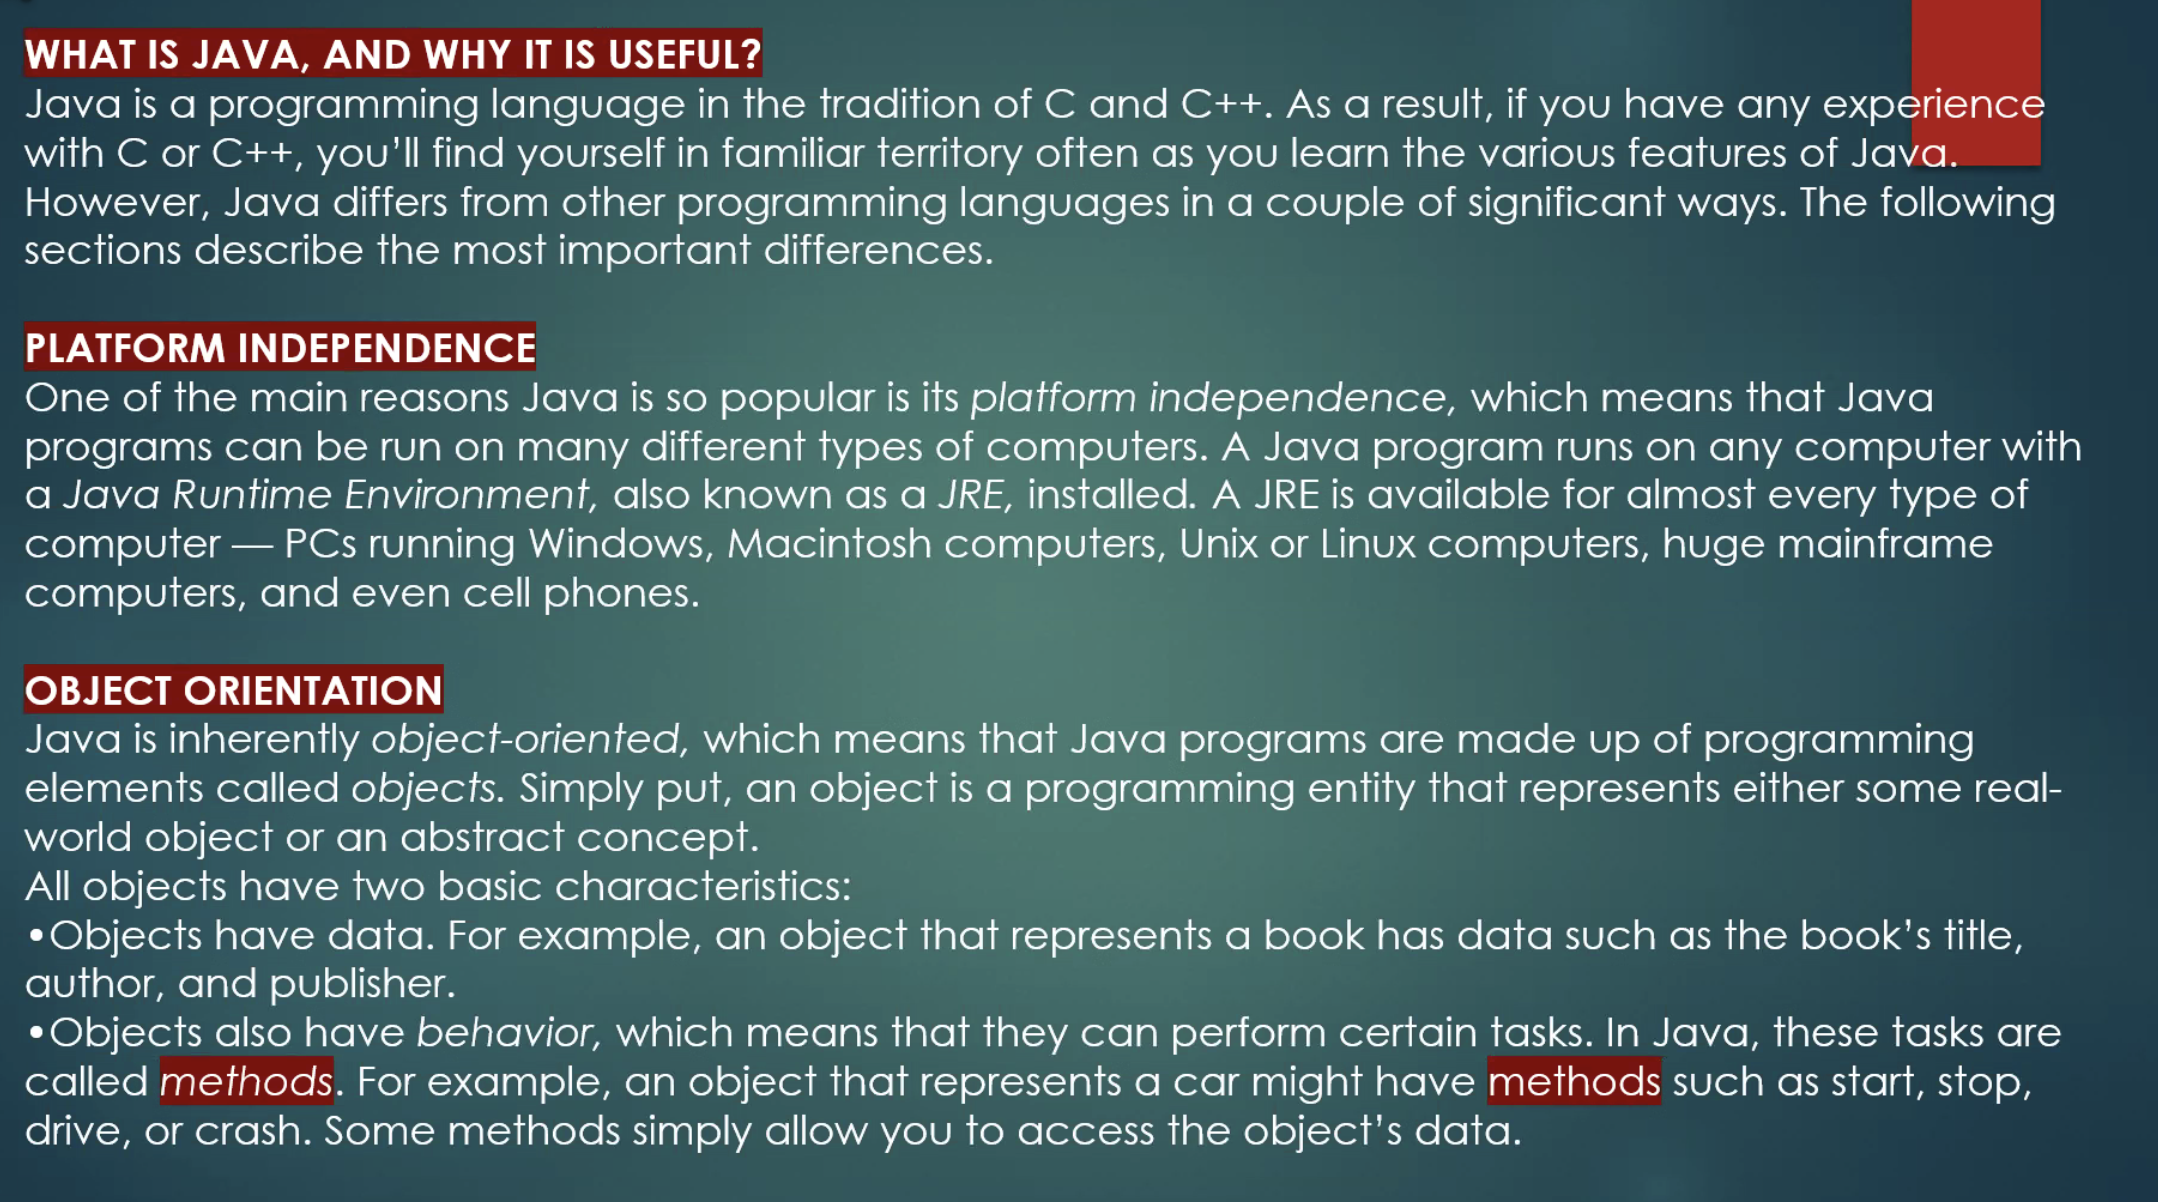 WHAT IS JAVA, AND WHY IT IS USEFUL?
Java is a programming language in the tradition of C and C++. As a result, if you have any experience
with C or C++, you’ll find yourself in familiar territory often as you learn the various features of Java.
However, Java differs from other programming languages in a couple of significant ways. The following
sections describe the most important differences.
PLATFORM INDEPENDENCE
One of the main reasons Java is so popular is its platform independence, which means that Java
programs can be run on many different types of computers. A Java program runs on any computer with
a Java Runtime Environment, also known as a JRE, installed. A JRE is available for almost every type of
computer — PCs running Windows, Macintosh computers, Unix or Linux computers, huge mainframe
computers, and even cell phones.
OBJECT ORIENTATION
Java is inherently object-oriented, which means that Java programs are made up of programming
elements called objects. Simply put, an object is a programming entity that represents either some real-
world object or an abstract concept.
All objects have two basic characteristics:
•Objects have data. For example, an object that represents a book has data such as the book’s title,
author, and publisher.
•Objects also have behavior, which means that they can perform certain tasks. In Java, these tasks are
called methods. For example, an object that represents a car might have methods such as start, stop,
drive, or crash. Some methods simply allow you to access the object’s data.